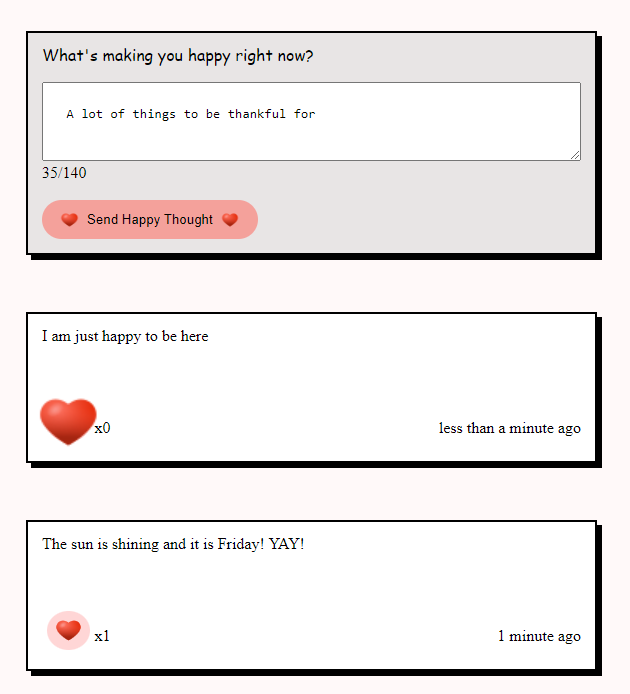 What's making you happy right now?
A lot of things to be thankful for
35/140
Send Happy Thought
I am just happy to be here
x0 less than a minute ago
The sun is shining and it is Friday! YAY!
x1 1 minute ago